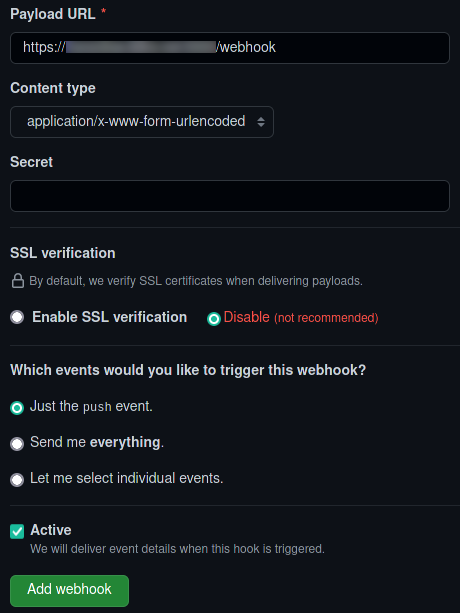 Payload URL *
https:// /webhook
Content type
application/x-www-form-urlencoded
Secret
SSL verification
By default, we verify SSL certificates when delivering payloads.
Enable SSL verification Disable (not recommended)
Which events would you like to trigger this webhook?
Just the push event.
Send me everything.
Let me select individual events.
Active
We will deliver event details when this hook is triggered.
Add webhook